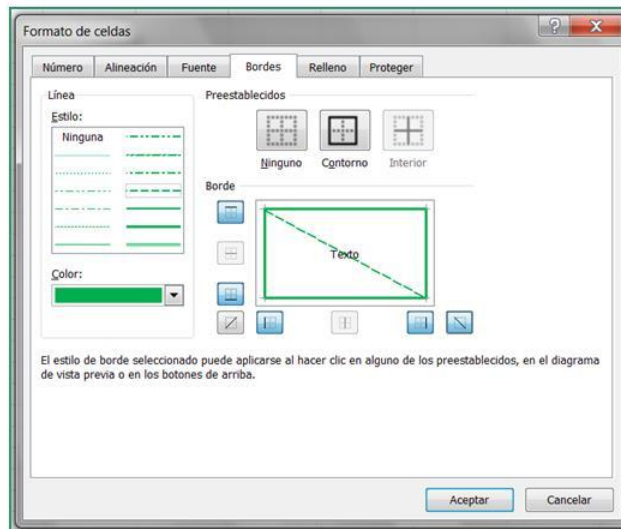 Formato de celdas
Número Alineación Fuente Bordes Relleno Proteger
Línea
Estilo:
Ninguna
Color:
Preestablecidos
Ninguno Contorno Interior
Borde
Texto
El estilo de borde seleccionado puede aplicarse al hacer clic en alguno de los preestablecidos, en el diagrama
de vista previa o en los botones de arriba.
Aceptar Cancelar